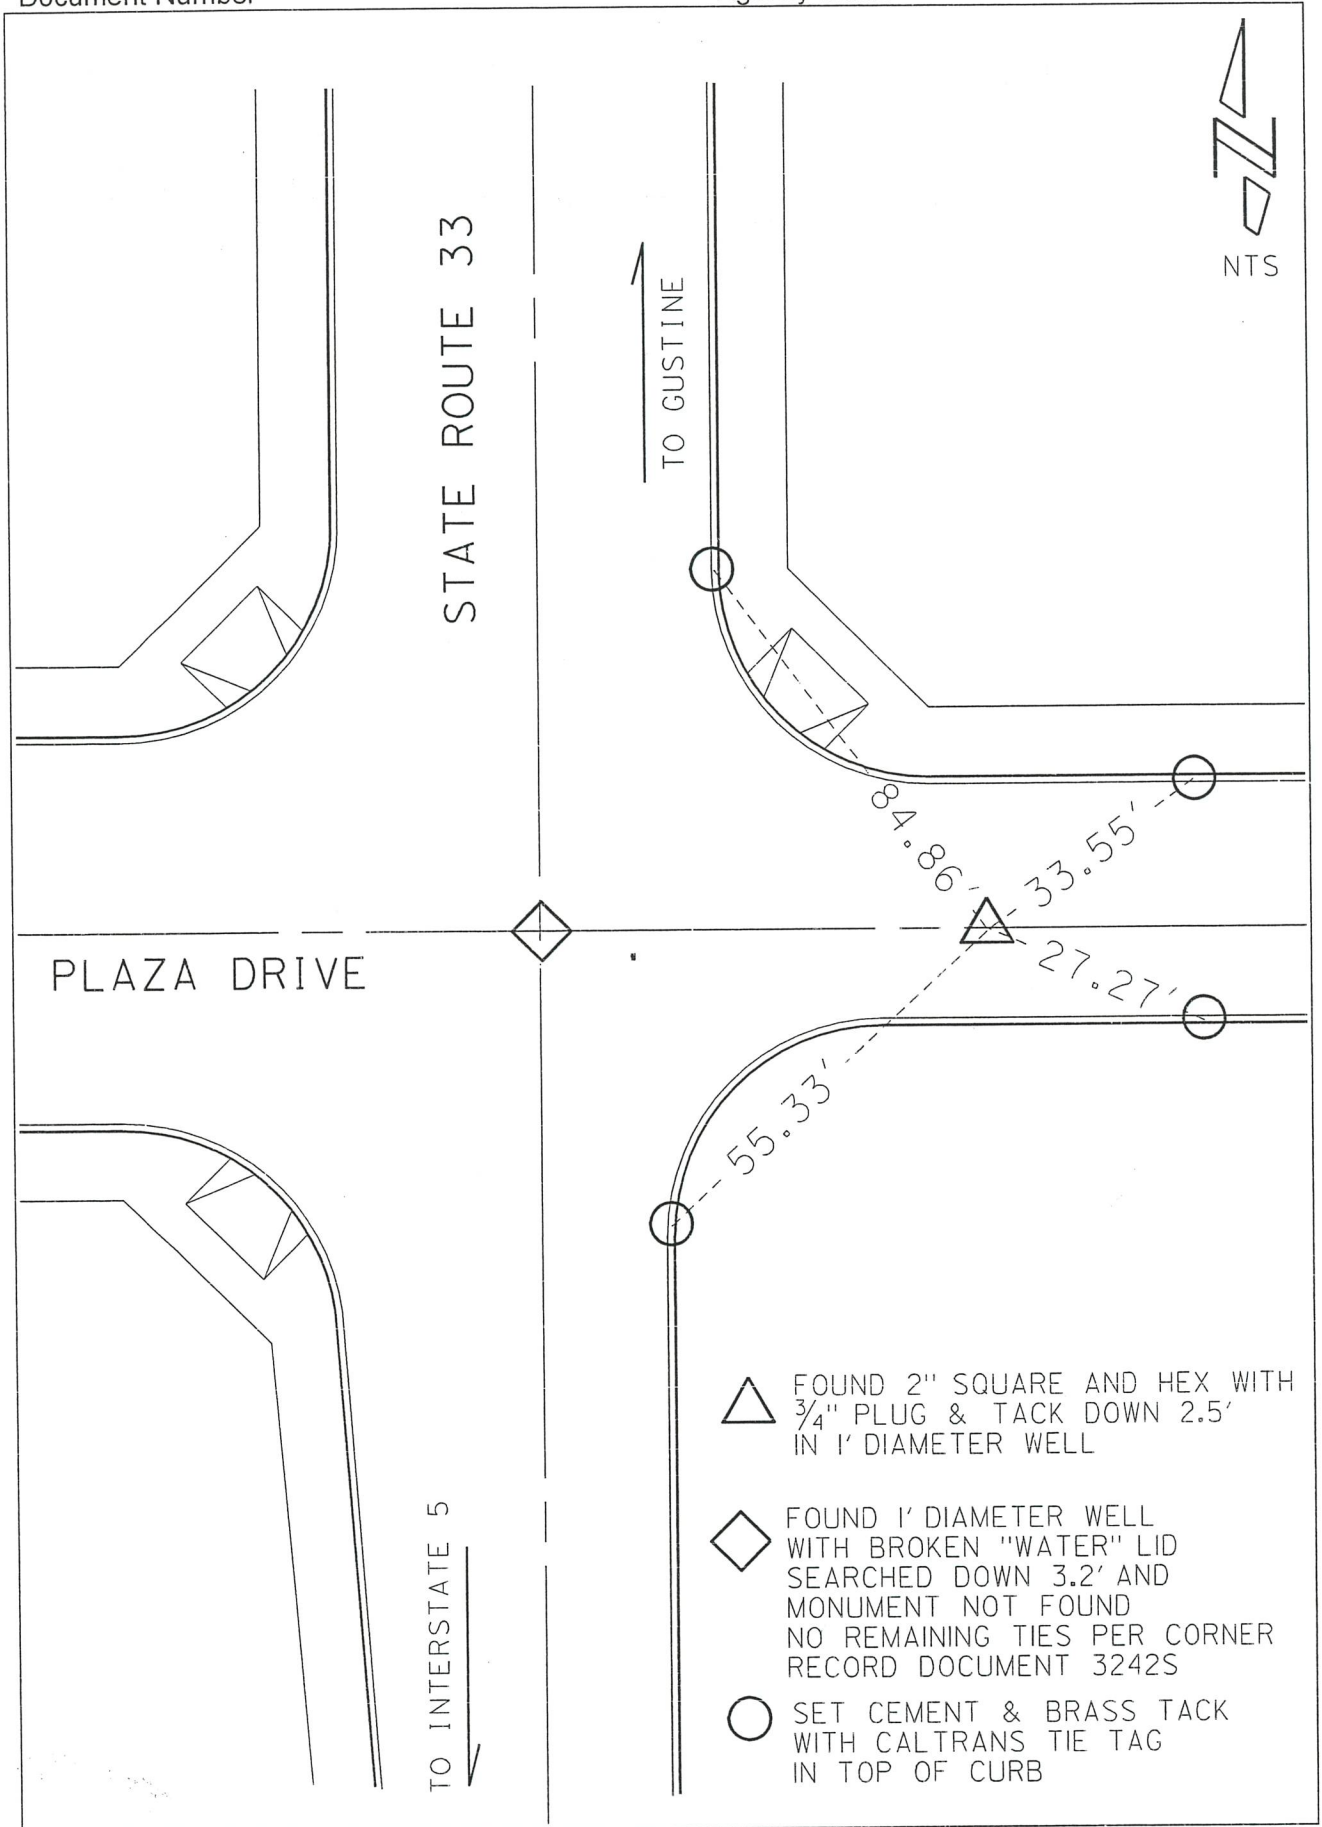 Document Number
NTS
STATE ROUTE 33
TO GUSTINE
84.86'
33.55'
27.27'
55.33'
PLAZA DRIVE
TO INTERSTATE 5
FOUND 2" SQUARE AND HEX WITH
3/4" PLUG & TACK DOWN 2.5'
IN 1' DIAMETER WELL
FOUND 1' DIAMETER WELL
WITH BROKEN "WATER" LID
SEARCHED DOWN 3.2' AND
MONUMENT NOT FOUND
NO REMAINING TIES PER CORNER
RECORD DOCUMENT 3242S
SET CEMENT & BRASS TACK
WITH CALTRANS TIE TAG
IN TOP OF CURB